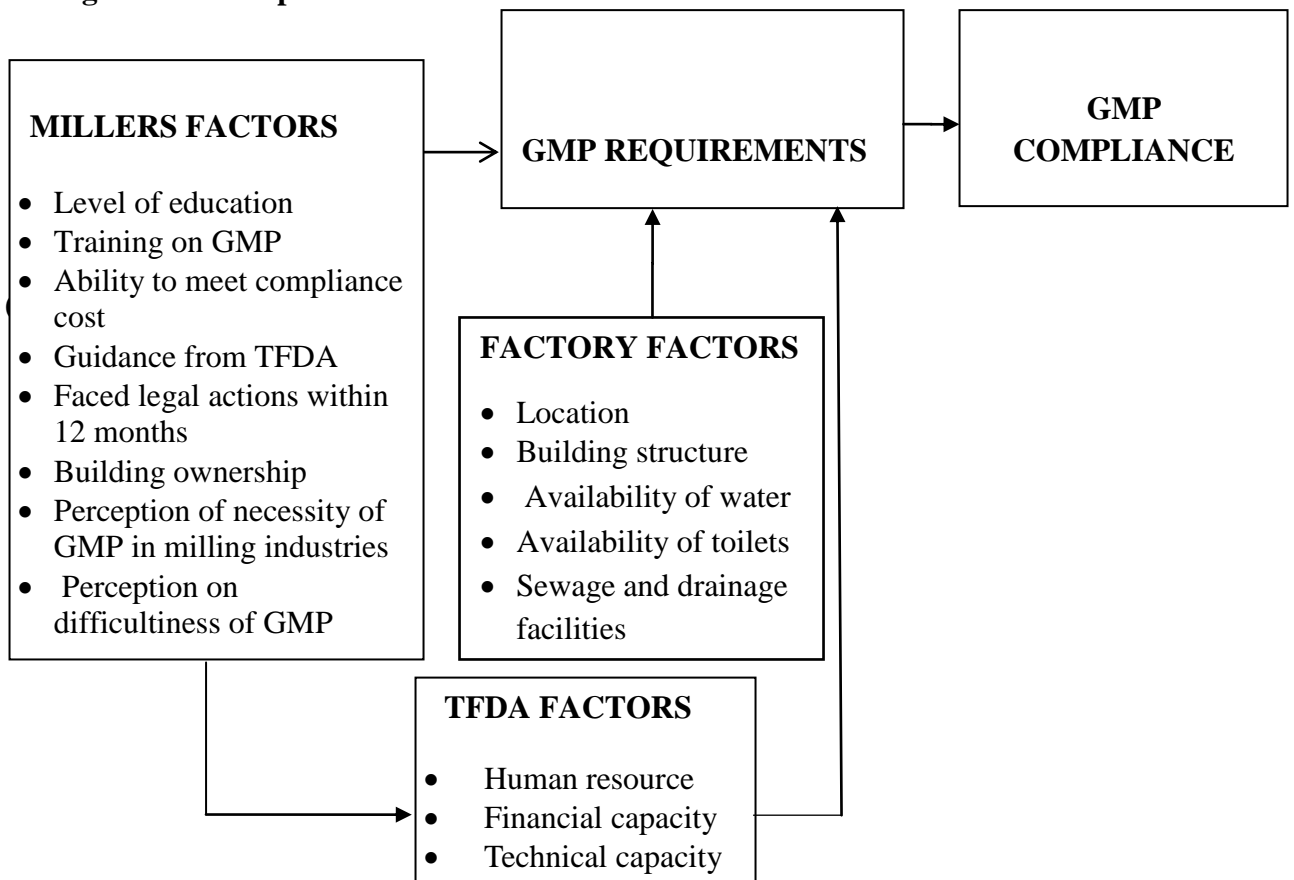 MILLERS FACTORS
• Level of education
• Training on GMP
• Ability to meet compliance
cost
• Guidance from TFDA
• Faced legal actions within
12 months
• Building ownership
• Perception of necessity of
GMP in milling industries
• Perception on
difficultiness of GMP
GMP REQUIREMENTS
GMP
COMPLIANCE
FACTORY FACTORS
• Location
• Building structure
• Availability of water
• Availability of toilets
• Sewage and drainage
facilities
TFDA FACTORS
• Human resource
• Financial capacity
• Technical capacity